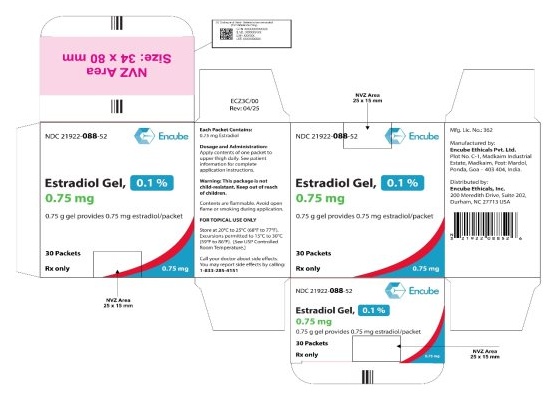 NVZ Area
Size: 34 x 80 mm
ECZ3C/00
Rev: 04/25
NDC 21922-088-52
Encube
Estradiol Gel, 0.1 %
0.75 mg
0.75 g gel provides 0.75 mg estradiol/packet
30 Packets
Rx only
0.75 mg
NVZ Area
25 x 15 mm
Each Packet Contains:
0.75 mg Estradiol
Dosage and Administration:
Apply contents of one packet to
upper thigh daily. See patient
information for complete
application instructions.
Warning: This package is not
child-resistant. Keep out of reach
of children.
Contents are flammable. Avoid open
flame or smoking during application.
FOR TOPICAL USE ONLY
Store at 20°C to 25°C (68°F to 77°F).
Excursions permitted to 15°C to 30°C
(59°F to 86°F). [See USP Controlled
Room Temperature.]
Call your doctor about side effects.
You may report side effects by calling
1-833-285-4151
NVZ Area
25 x 15 mm
NDC 21922-088-52
Encube
Estradiol Gel, 0.1 %
0.75 mg
0.75 g gel provides 0.75 mg estradiol/packet
30 Packets
Rx only
0.75 mg
Mfg. Lic. No.: 362
Manufactured by:
Encube Ethicals Pvt. Ltd.
Plot No. C-1, Madkaim Industrial
Estate, Madkaim, Post: Mardol,
Ponda, Goa - 403 404, India.
Distributed by:
Encube Ethicals, Inc.
200 Meredith Drive, Suite 202,
Durham, NC 27713 USA
NDC 21922-088-52
Encube
Estradiol Gel, 0.1 %
0.75 mg
0.75 g gel provides 0.75 mg estradiol/packet
30 Packets
Rx only
0.75 mg
NVZ Area
25 x 15 mm